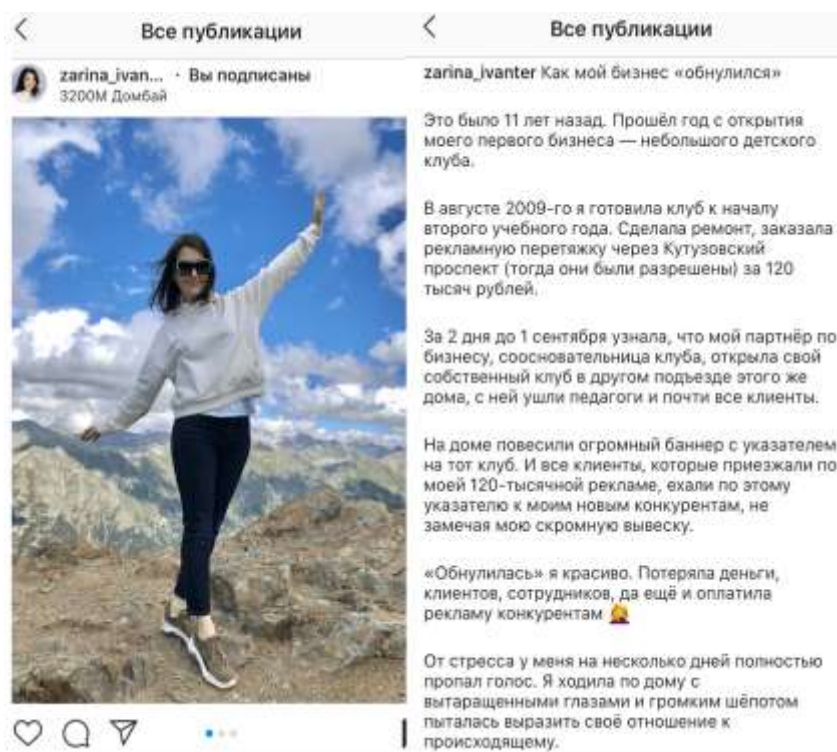 Все публикации
zarina_ivan... · Вы подписаны
3200М Домбай
Все публикации
zarina_ivanter Как мой бизнес «обнулился»
Это было 11 лет назад. Прошёл год с открытия
моего первого бизнеса — небольшого детского
клуба.
В августе 2009-го я готовила клуб к началу
второго учебного года. Сделала ремонт, заказала
рекламную перетяжку через Кутузовский
проспект (тогда они были разрешены) за 120
тысяч рублей.
За 2 дня до 1 сентября узнала, что мой партнёр по
бизнесу, соосновательница клуба, открыла свой
собственный клуб в другом подъезде этого же
дома, с ней ушли педагоги и почти все клиенты.
На доме повесили огромный баннер с указателем
на тот клуб. И все клиенты, которые приезжали по
моей 120-тысячной рекламе, ехали по этому
указателю к моим новым конкурентам, не
замечая мою скромную вывеску.
«Обнулилась» я красиво. Потеряла деньги,
клиентов, сотрудников, да ещё и оплатила
рекламу конкурентам 🤦‍♀️
От стресса у меня на несколько дней полностью
пропал голос. Я ходила по дому с
вытаращенными глазами и громким шёпотом
пыталась выразить своё отношение к
происходящему.